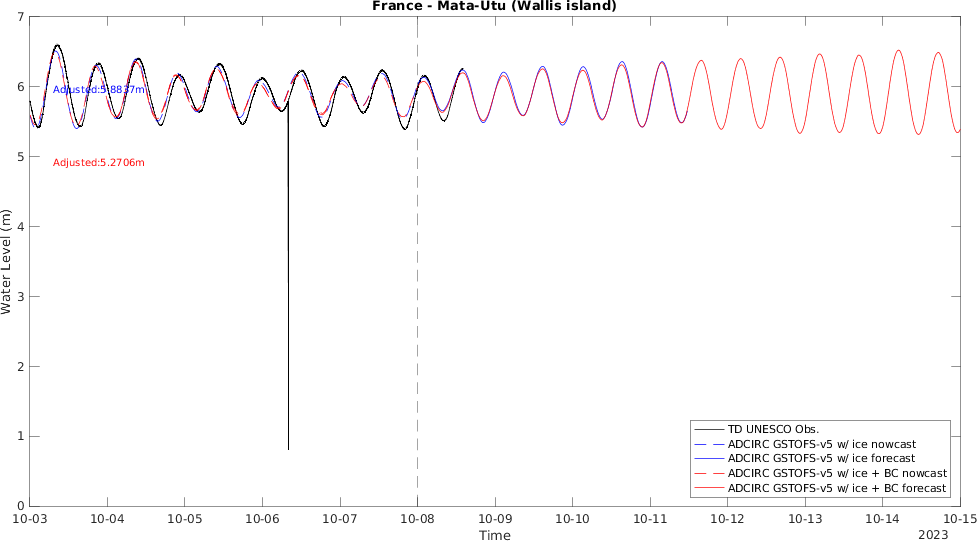 France - Mata-Utu (Wallis island)
7
6
5
4
3
2
1
0
Water Level (m)
Adjusted:5.8817m
Adjusted:5.2706m
TD UNESCO Obs.
ADCIRC GSTOFS-v5 w/ ice nowcast
ADCIRC GSTOFS-v5 w/ ice forecast
ADCIRC GSTOFS-v5 w/ ice + BC nowcast
ADCIRC GSTOFS-v5 w/ ice + BC forecast
10-03 10-04 10-05 10-06 10-07 10-08 10-09 10-10 10-11 10-12 10-13 10-14 10-15
Time
2023